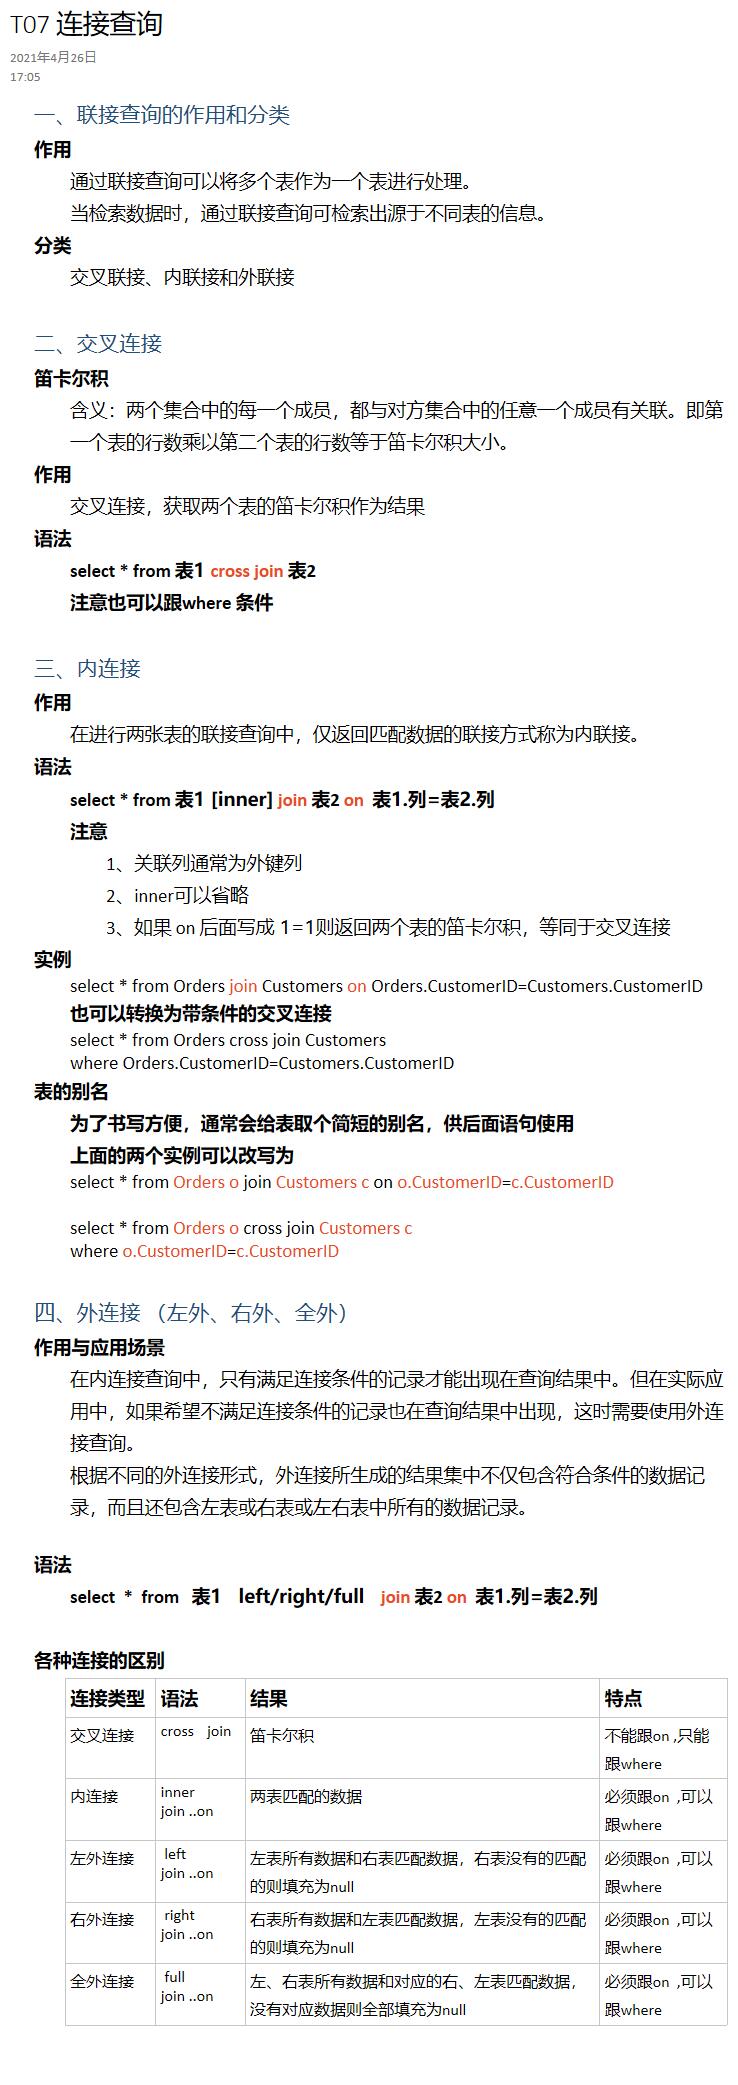 T07 连接查询
2021年4月26日
17:05
一、联接查询的作用和分类
作用
通过联接查询可以将多个表作为一个表进行处理。
当检索数据时，通过联接查询可检索出源于不同表的信息。
分类
交叉联接、内联接和外联接
二、交叉连接
笛卡尔积
含义：两个集合中的每一个成员，都与对方集合中的任意一个成员有关联。即第
一个表的行数乘以第二个表的行数等于笛卡尔积大小。
作用
交叉连接，获取两个表的笛卡尔积作为结果
语法
select * from 表1 cross join 表2
注意也可以跟where 条件
三、内连接
作用
在进行两张表的联接查询中，仅返回匹配数据的联接方式称为内联接。
语法
select * from 表1 [inner] join 表2 on 表1.列=表2.列
注意
1、关联列通常为外键列
2、inner可以省略
3、如果 on 后面写成 1=1则返回两个表的笛卡尔积，等同于交叉连接
实例
select * from Orders join Customers on Orders.CustomerID=Customers.CustomerID
也可以转换为带条件的交叉连接
select * from Orders cross join Customers
where Orders.CustomerID=Customers.CustomerID
表的别名
为了书写方便，通常会给表取个简短的别名，供后面语句使用
上面的两个实例可以改写为
select * from Orders o join Customers c on o.CustomerID=c.CustomerID
select * from Orders o cross join Customers c
where o.CustomerID=c.CustomerID
四、外连接 （左外、右外、全外）
作用与应用场景
在内连接查询中，只有满足连接条件的记录才能出现在查询结果中。但在实际应
用中，如果希望不满足连接条件的记录也在查询结果中出现，这时需要使用外连
接查询。
根据不同的外连接形式，外连接所生成的结果集中不仅包含符合条件的数据记
录，而且还包含左表或右表或左右表中所有的数据记录。
语法
select * from 表1 left/right/full join 表2 on 表1.列=表2.列
各种连接的区别
连接类型 语法 结果 特点
交叉连接 cross join 笛卡尔积 不能跟on ,只能
跟where
内连接 inner 两表匹配的数据 必须跟on ,可以
join ..on 跟where
左外连接 left 左表所有数据和右表匹配数据，右表没有的匹配 必须跟on ,可以
join ..on 的则填充为null 跟where
右外连接 right 右表所有数据和左表匹配数据，左表没有的匹配 必须跟on ,可以
join ..on 的则填充为null 跟where
全外连接 full 左、右表所有数据和对应的右、左表匹配数据， 必须跟on ,可以
join ..on 没有对应数据则全部填充为null 跟where